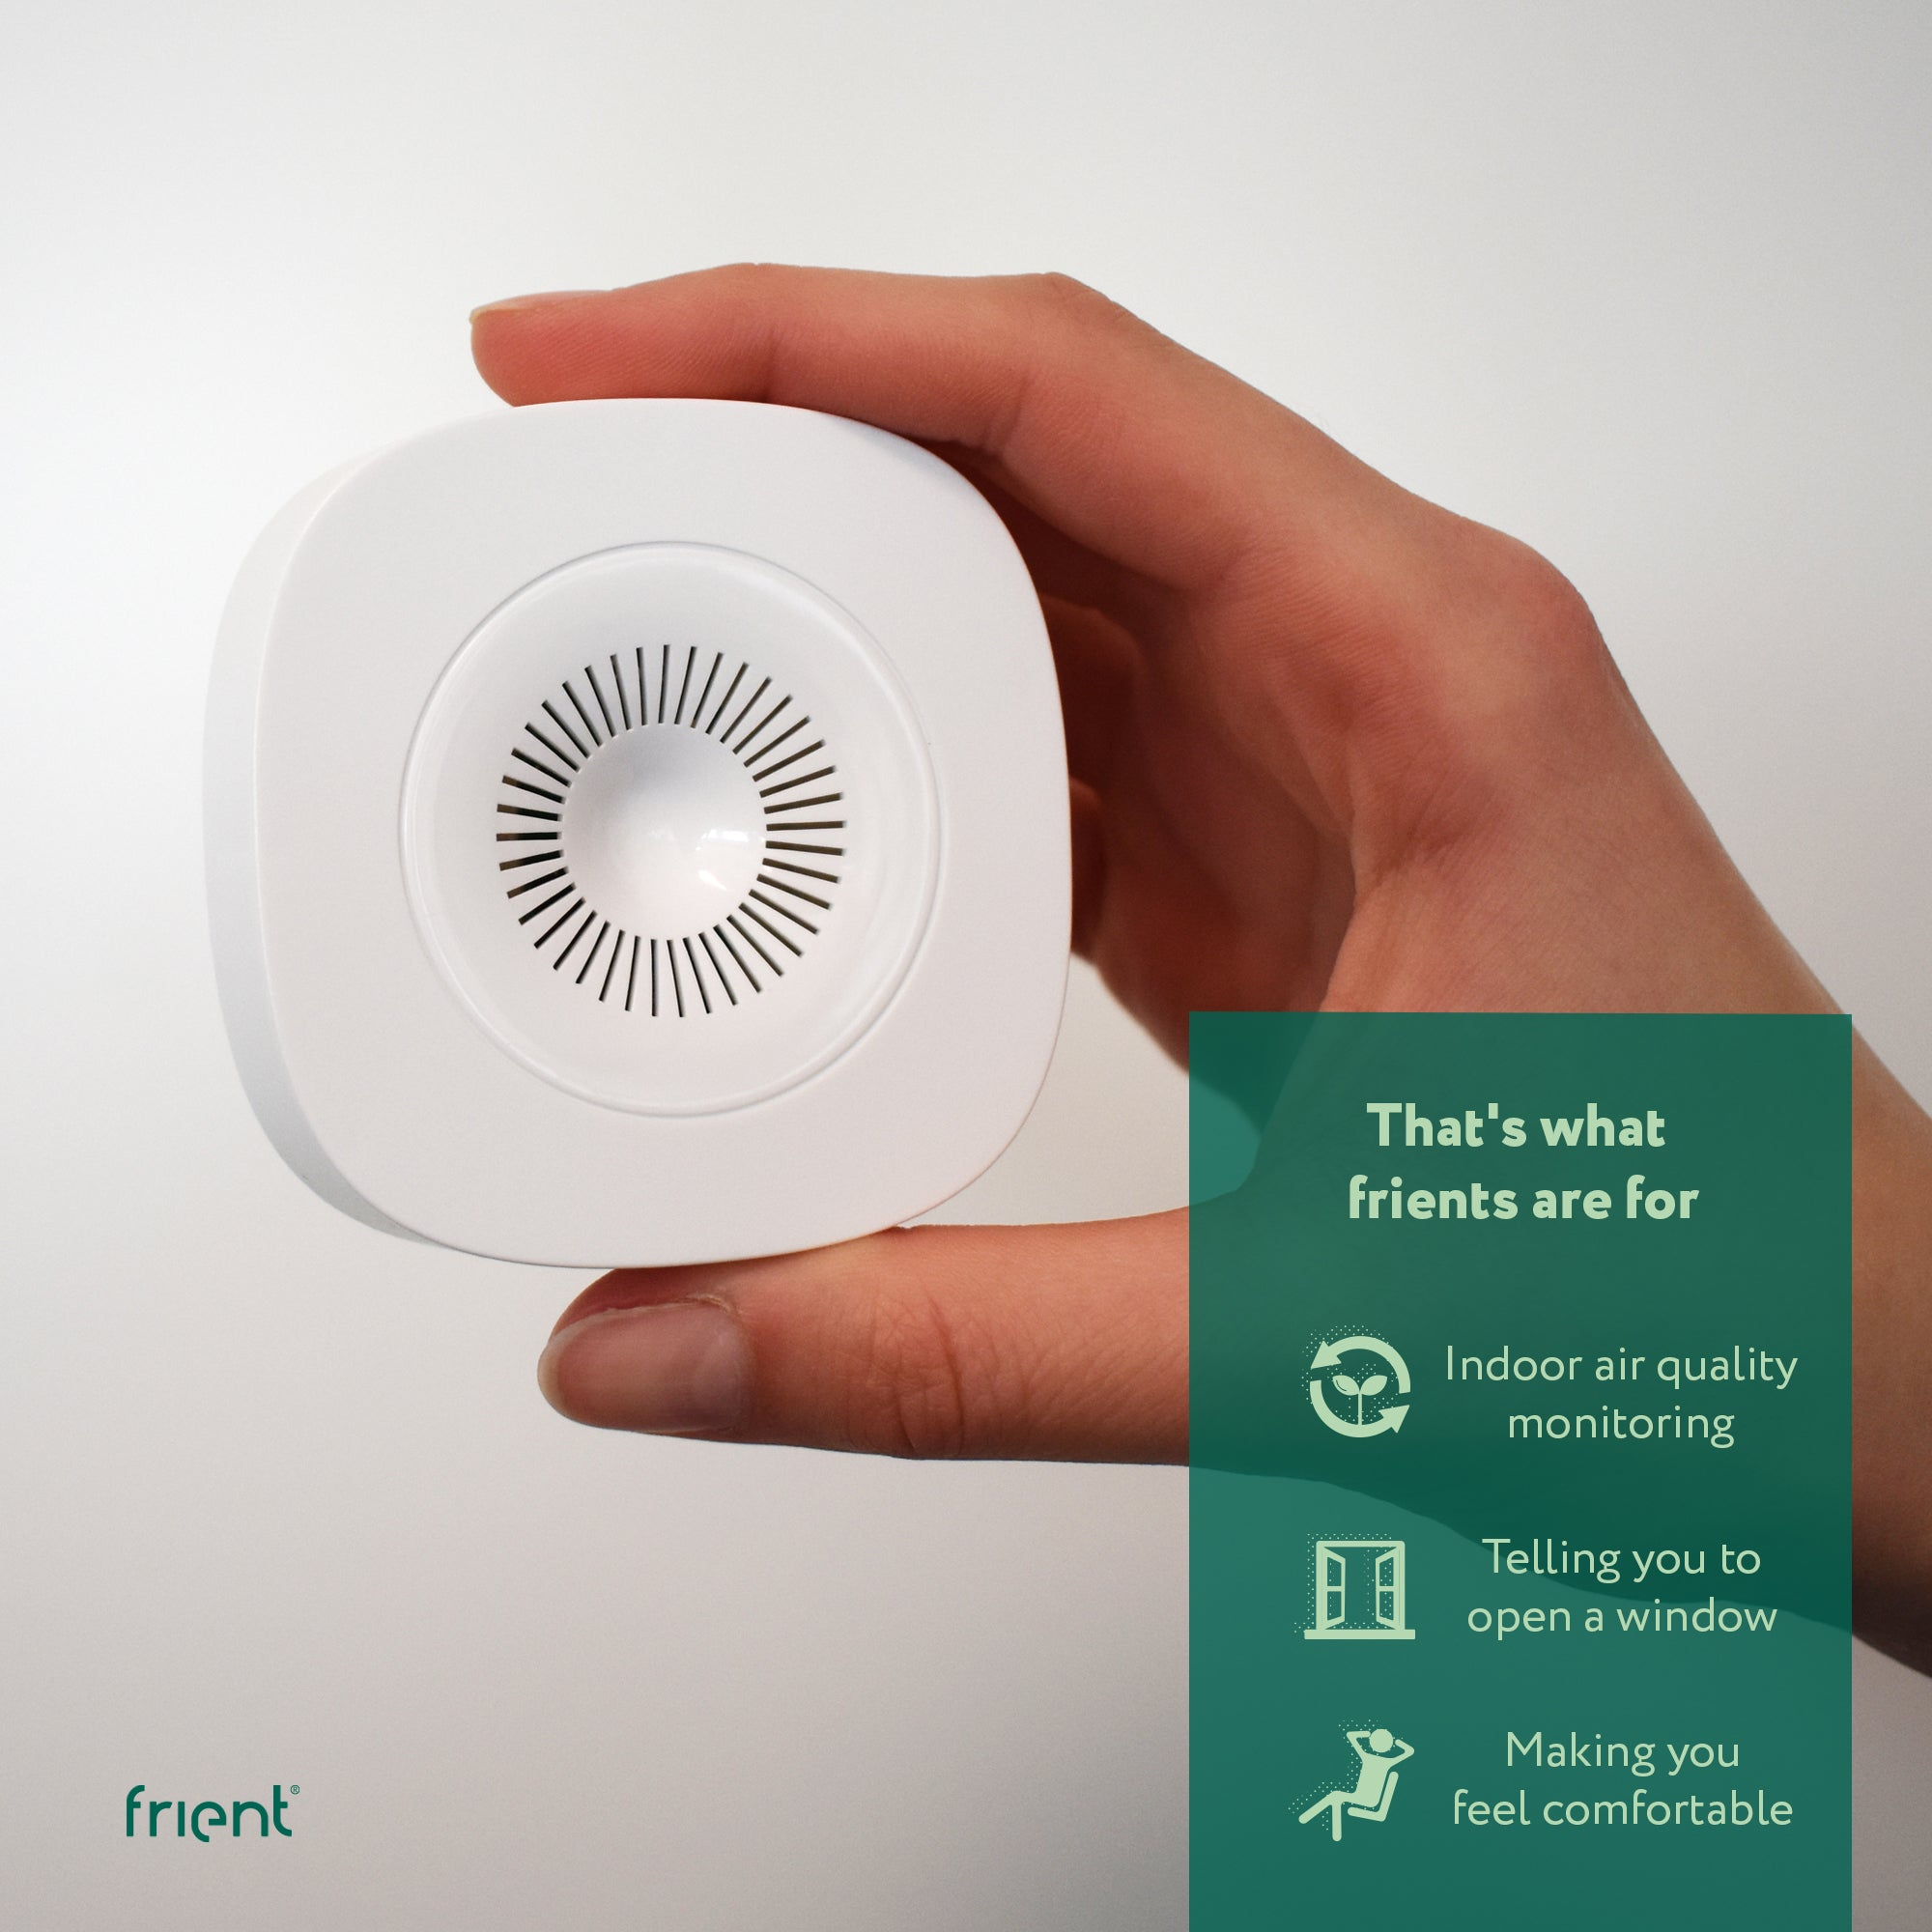 That's what
frients are for
Indoor air quality
monitoring
Telling you to
open a window
Making you
feel comfortable
frient®